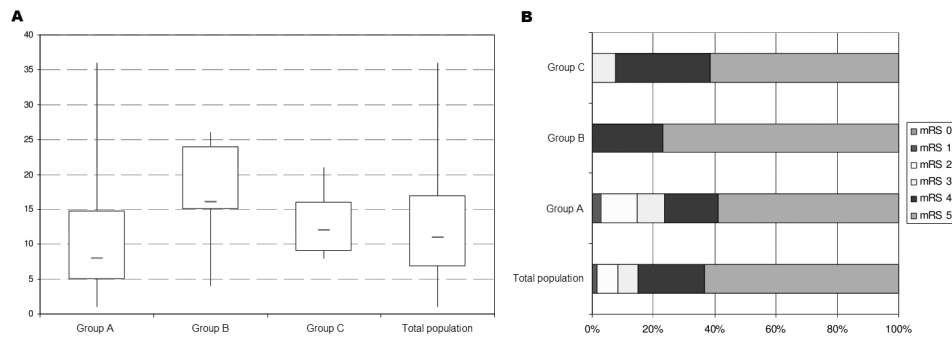 A
40
35
30
25
20
15
10
5
0
Group A
Group B
Group C
Total population
B
Group C
Group B
Group A
Total population
0%
20%
40%
60%
80%
100%
mRS 0
mRS 1
mRS 2
mRS 3
mRS 4
mRS 5